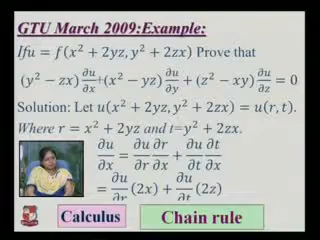 GTU March 2009:Example:
Ifu = f(x² + 2yz, y² + 2zx) Prove that
(y² − zx) ∂u/∂x +(x² − yz) ∂u/∂y + (z² − xy) ∂u/∂z = 0
Solution: Let u(x² + 2yz, y² + 2zx) = u(r, t).
Where r = x² + 2yz and t=y² + 2zx.
∂u/∂x = ∂u/∂r ∂r/∂x + ∂u/∂t ∂t/∂x
= ∂u/∂r (2x) + ∂u/∂t (2z)
Calculus
Chain rule